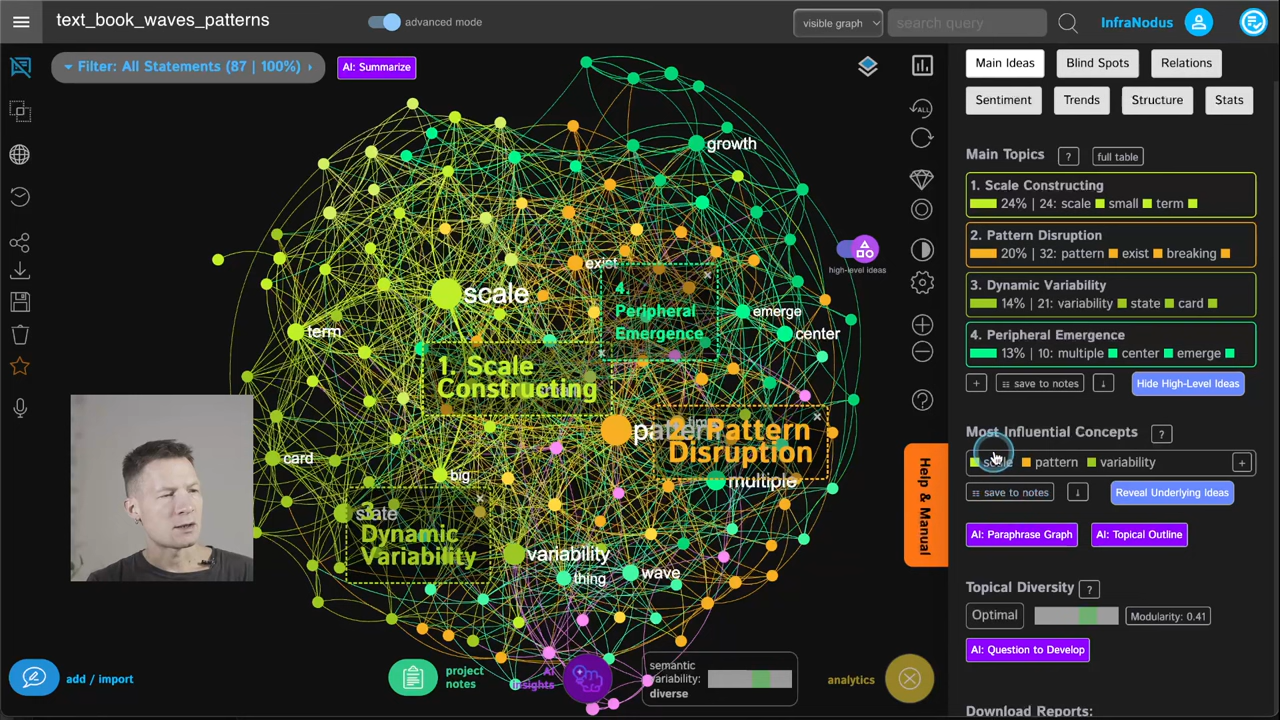 text_book_waves_patterns
advanced mode
visible graph
search query
InfraNodus
Filter: All Statements (87 | 100%)
AI: Summarize
ALL
growth
exist
high-level ideas
scale
4.
Peripheral
Emergence
emerge
center
term
1. Scale
Constructing
2. Pattern
Disruption
multiple
card
big
state
Dynamic
Variability
variability
thing
wave
add / import
project
notes
AI
insights
semantic
variability:
diverse
analytics
Help & Manual
Main Ideas
Blind Spots
Relations
Sentiment
Trends
Structure
Stats
Main Topics
?
full table
1. Scale Constructing
24% | 24: scale small term
2. Pattern Disruption
20% | 32: pattern exist breaking
3. Dynamic Variability
14% | 21: variability state card
4. Peripheral Emergence
13% | 10: multiple center emerge
+
save to notes
↓
Hide High-Level Ideas
Most Influential Concepts
?
scale pattern variability
+
save to notes
↓
Reveal Underlying Ideas
AI: Paraphrase Graph
AI: Topical Outline
Topical Diversity
?
Optimal
Modularity: 0.41
AI: Question to Develop
Download Reports: